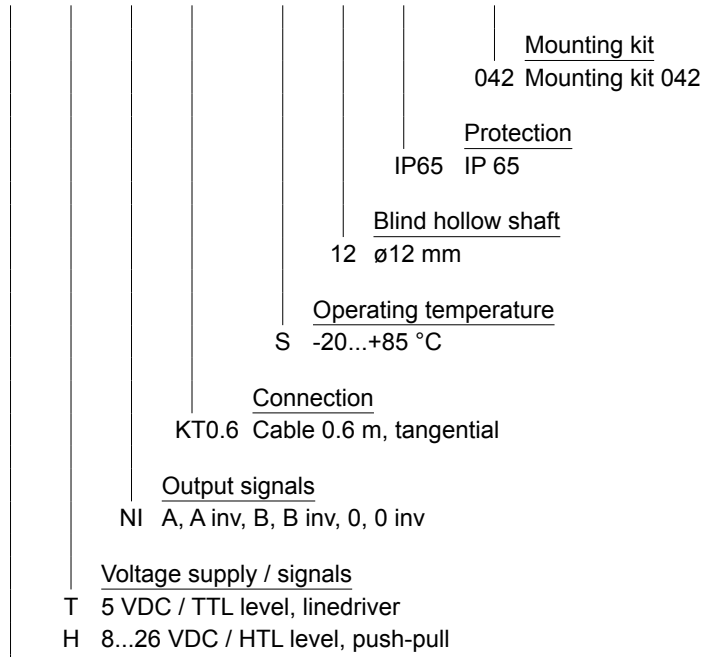 Mounting kit
042 Mounting kit 042
Protection
IP65 IP 65
Blind hollow shaft
12 ø12 mm
Operating temperature
S -20...+85 °C
Connection
KT0.6 Cable 0.6 m, tangential
Output signals
NI A, A inv, B, B inv, 0, 0 inv
Voltage supply / signals
T 5 VDC / TTL level, linedriver
H 8...26 VDC / HTL level, push-pull